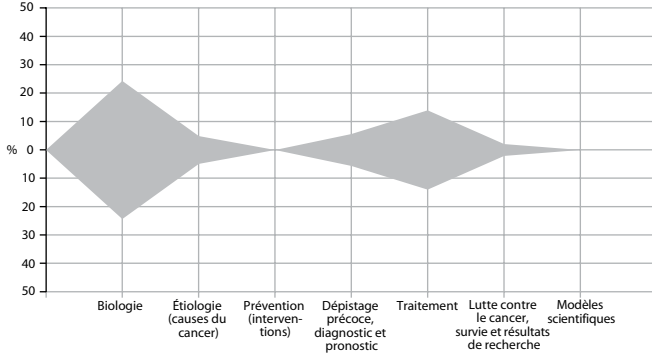 50
40
30
20
10
% 0
10
20
30
40
50
Biologie
Étiologie
(causes du
cancer)
Prévention
(interven-
tions)
Dépistage
précoce,
diagnostic et
pronostic
Traitement
Lutte contre
le cancer,
survie et résultats
de recherche
Modèles
scientifiques